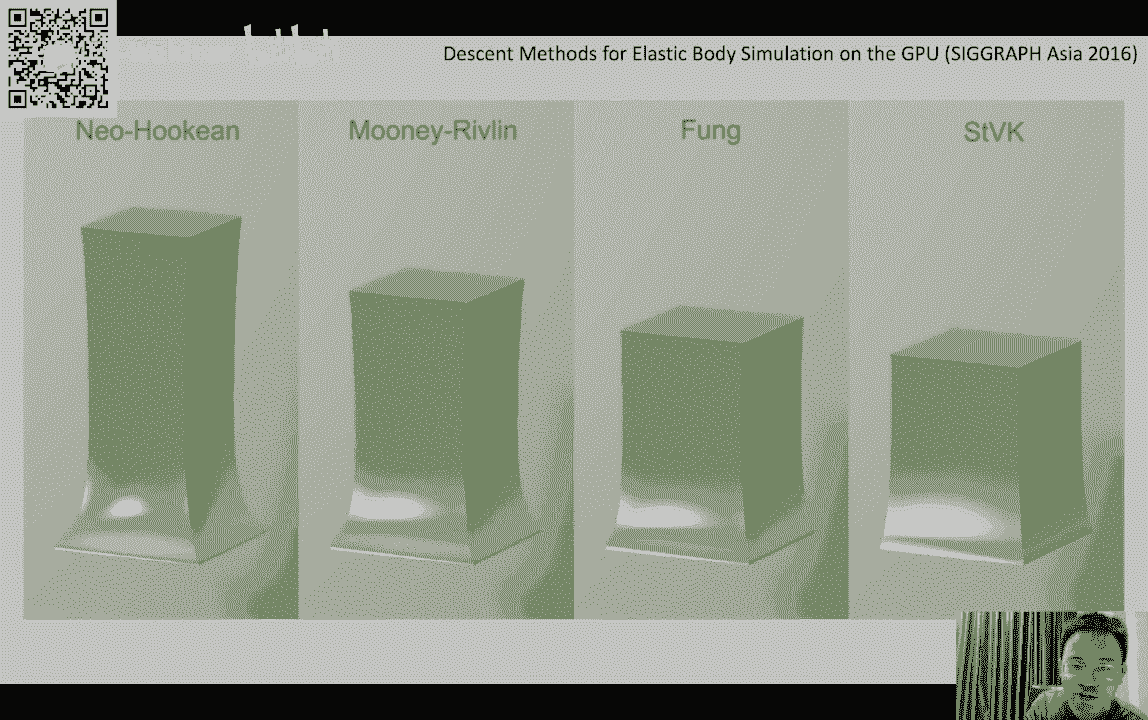 Descent Methods for Elastic Body Simulation on the GPU (SIGGRAPH Asia 2016)
Neo-Hookean
Mooney-Rivlin
Fung
StVK